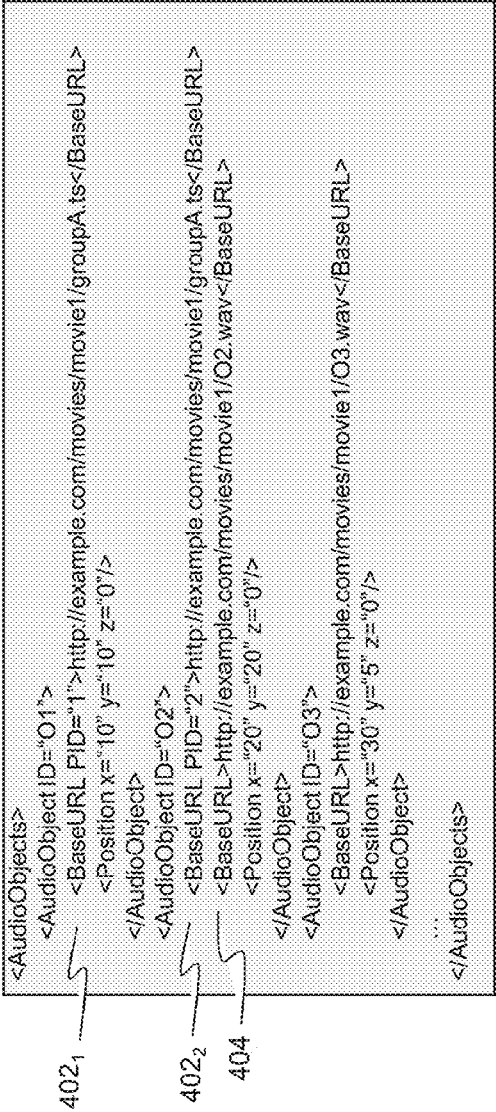 <AudioObjects>
<AudioObject ID="O1">
402₁ <BaseURL PID="1">http://example.com/movies/movie1/groupA.ts</BaseURL>
<Position x="10" y="10" z="0"/>
</AudioObject>
<AudioObject ID="O2">
402₂ <BaseURL PID="2">http://example.com/movies/movie1/groupA.ts</BaseURL>
404 <BaseURL>http://example.com/movies/movie1/O2.wav</BaseURL>
<Position x="20" y="20" z="0"/>
</AudioObject>
<AudioObject ID="O3">
<BaseURL>http://example.com/movies/movie1/O3.wav</BaseURL>
<Position x="30" y="5" z="0"/>
</AudioObject>
...
</AudioObjects>